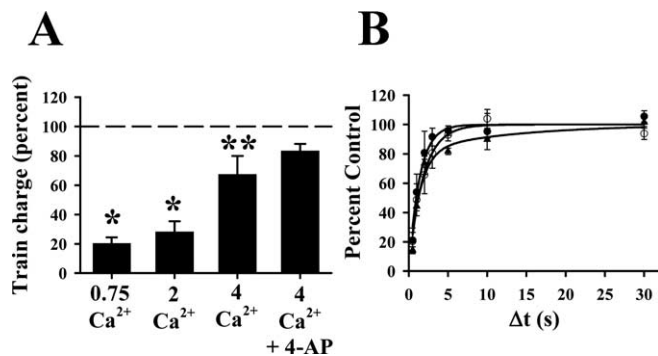 A
Train charge (percent)
120
100
80
60
40
20
0
*
*
**
0.75 2 4 4
Ca²⁺ Ca²⁺ Ca²⁺ Ca²⁺
+ 4-AP
B
Percent Control
120
100
80
60
40
20
0
0 5 10 15 20 25 30
Δt (s)